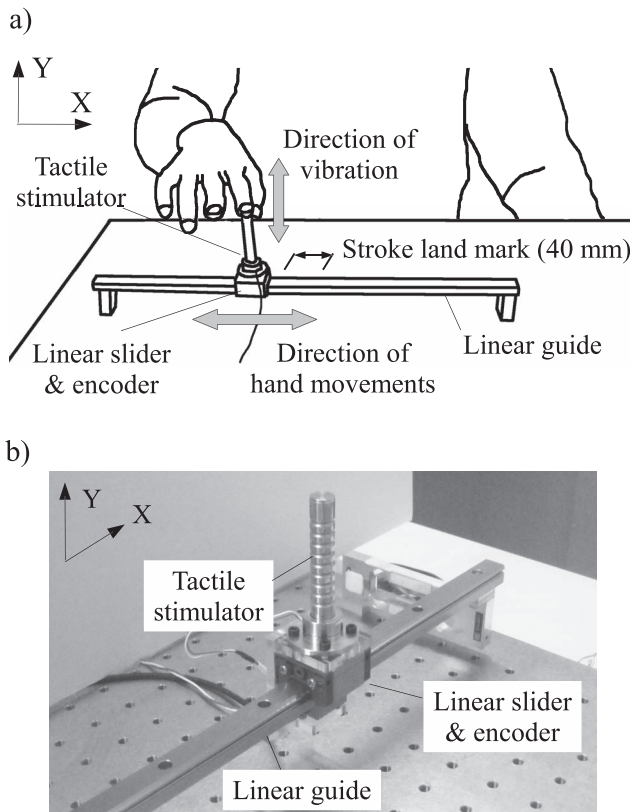 a)
Y
X
Direction of
vibration
Tactile
stimulator
Stroke land mark (40 mm)
Linear slider
& encoder
Direction of
hand movements
Linear guide
b)
Y
X
Tactile
stimulator
Linear slider
& encoder
Linear guide